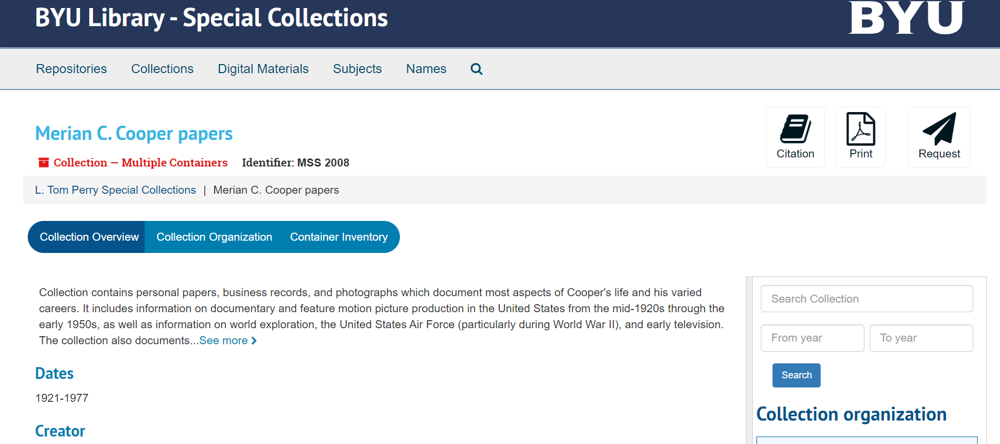 BYU Library - Special Collections
BYU
Repositories
Collections
Digital Materials
Subjects
Names
Merian C. Cooper papers
Citation
Print
Request
Collection — Multiple Containers
Identifier: MSS 2008
L. Tom Perry Special Collections | Merian C. Cooper papers
Collection Overview
Collection Organization
Container Inventory
Collection contains personal papers, business records, and photographs which document most aspects of Cooper's life and his varied
careers. It includes information on documentary and feature motion picture production in the United States from the mid-1920s through the
early 1950s, as well as information on world exploration, the United States Air Force (particularly during World War II), and early television.
The collection also documents...See more
Dates
1921-1977
Creator
Search Collection
From year
To year
Search
Collection organization